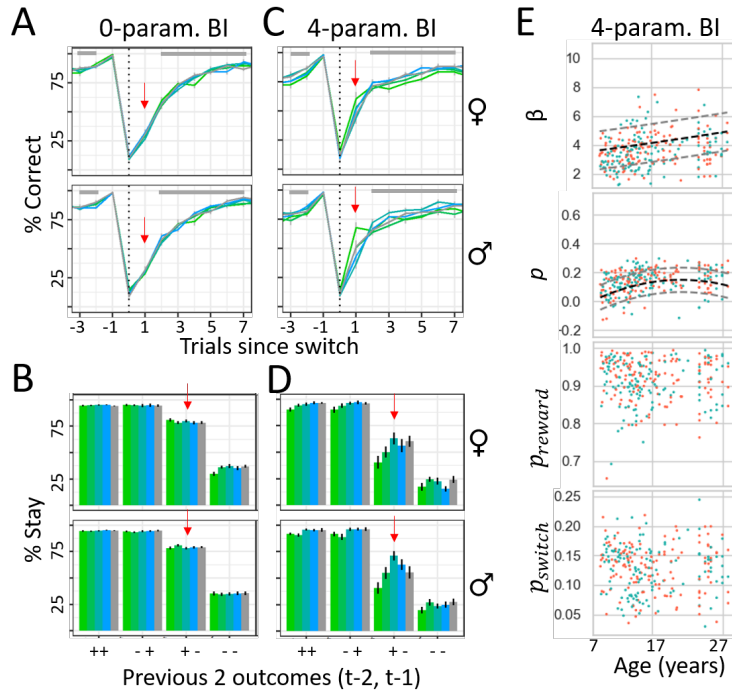 A
0-param. BI
C
4-param. BI
E
4-param. BI
% Correct
75
25
75
25
♀
♂
-3 -1 1 3 5 7
-3 -1 1 3 5 7
Trials since switch
B
D
% Stay
75
25
75
25
♀
♂
++ - + + - - -
++ - + + - - -
Previous 2 outcomes (t-2, t-1)
β
10
8
6
4
2
p
0.6
0.4
0.2
0.0
-0.2
p reward
1.0
0.9
0.8
0.7
p switch
0.25
0.20
0.15
0.10
0.05
7 17 27
Age (years)